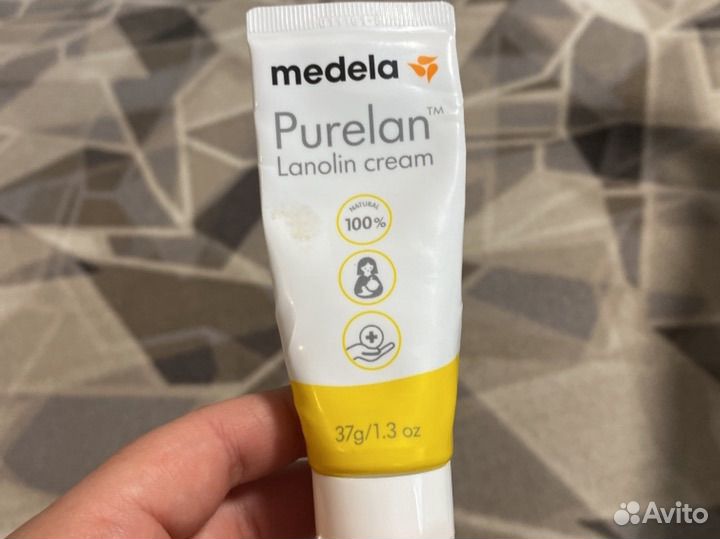 medela
Purelan™
Lanolin cream
NATURAL
100%
37g/1.3 oz
Avito